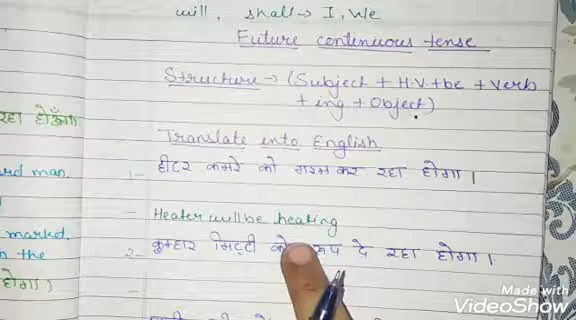 will, shall → I, We
Future continuous tense
Structure → (Subject + H.V. + be + verb
+ ing + Object)
रहा होऊँगा
Translate into English
1- हीटर कमरे को गरम कर रहा होगा।
rd man.
- Heater will be heating
marked.
2- कुम्हार मिट्टी को रूप दे रहा होगा।
the
होगा)
Made with
VideoShow